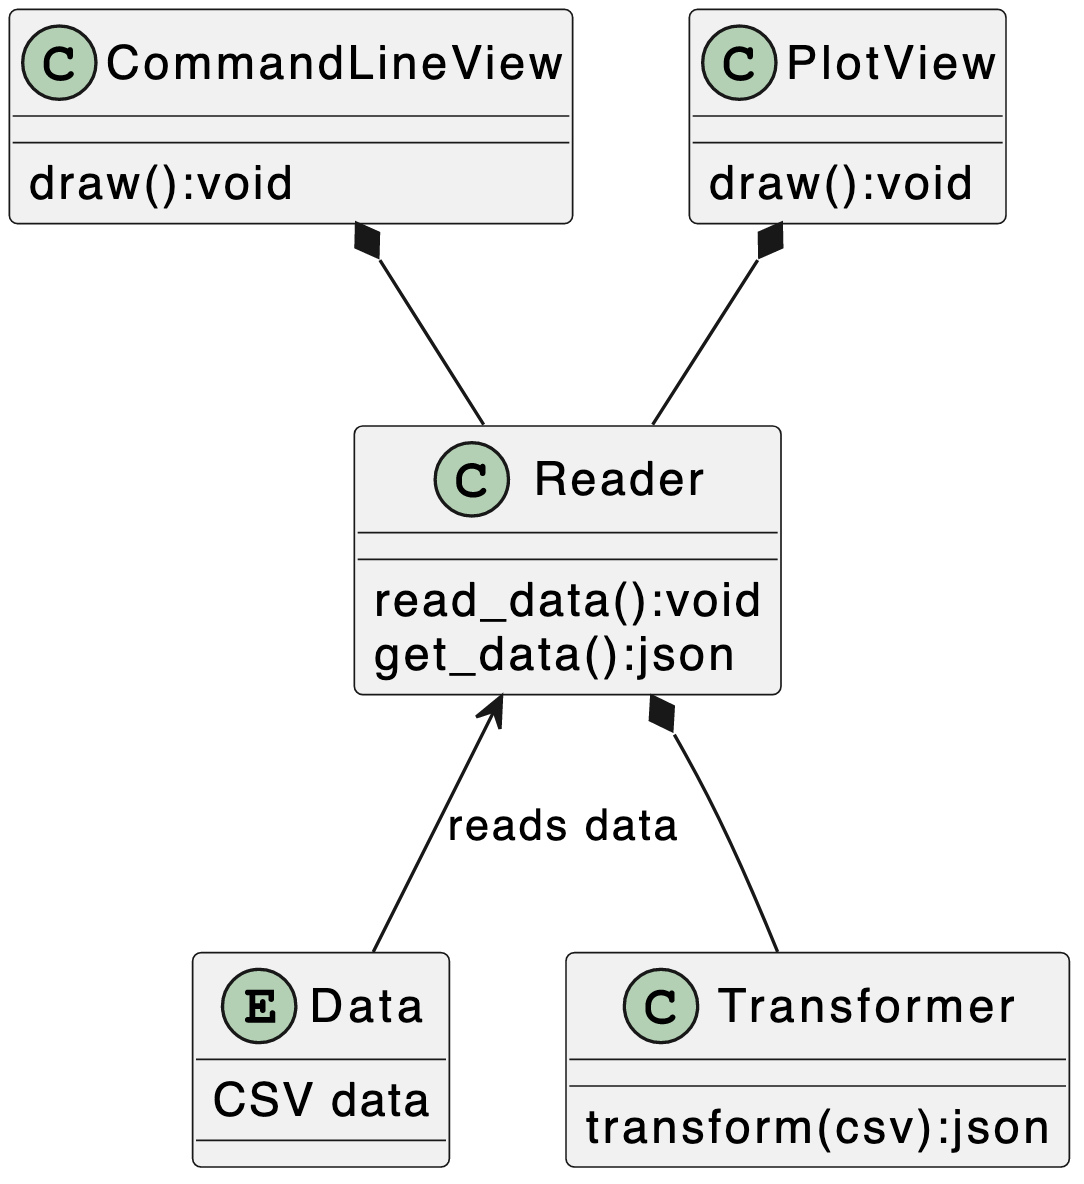 C CommandLineView
draw():void
C PlotView
draw():void
C Reader
read_data():void
get_data():json
reads data
E Data
CSV data
C Transformer
transform(csv):json